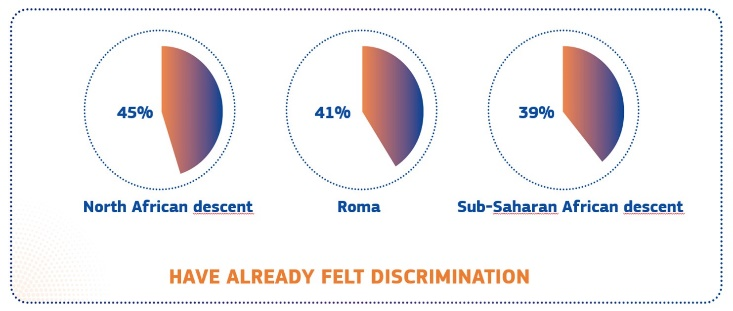 45%
41%
39%
North African descent
Roma
Sub-Saharan African descent
HAVE ALREADY FELT DISCRIMINATION